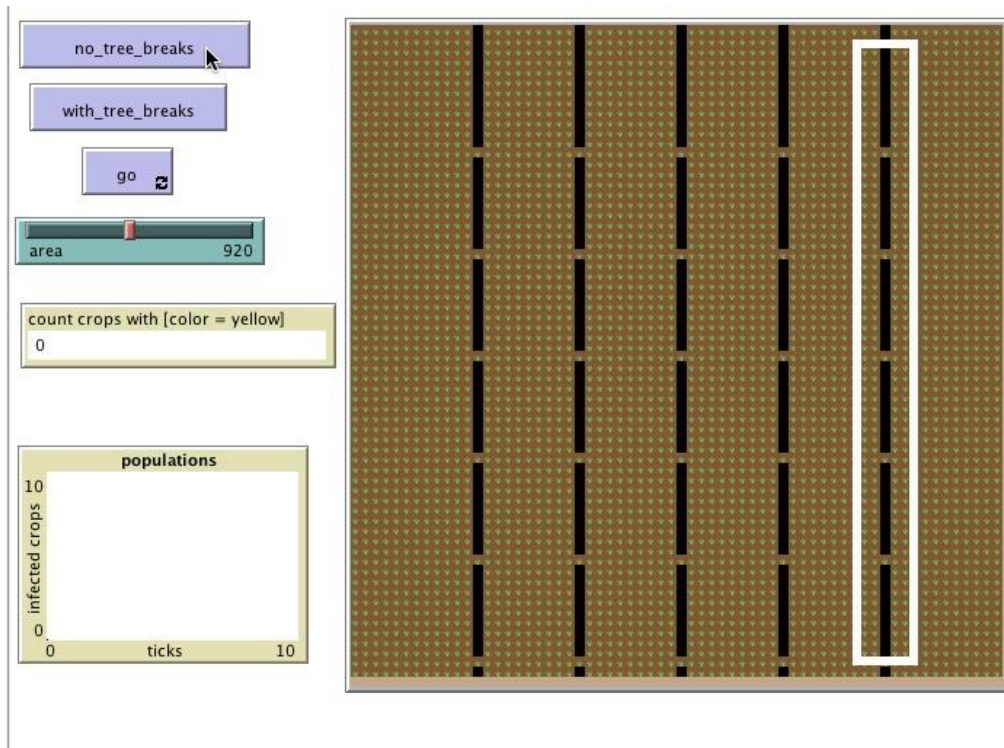 no_tree_breaks
with_tree_breaks
go
area 920
count crops with [color = yellow]
0
populations
10
infected crops
0
0 ticks 10